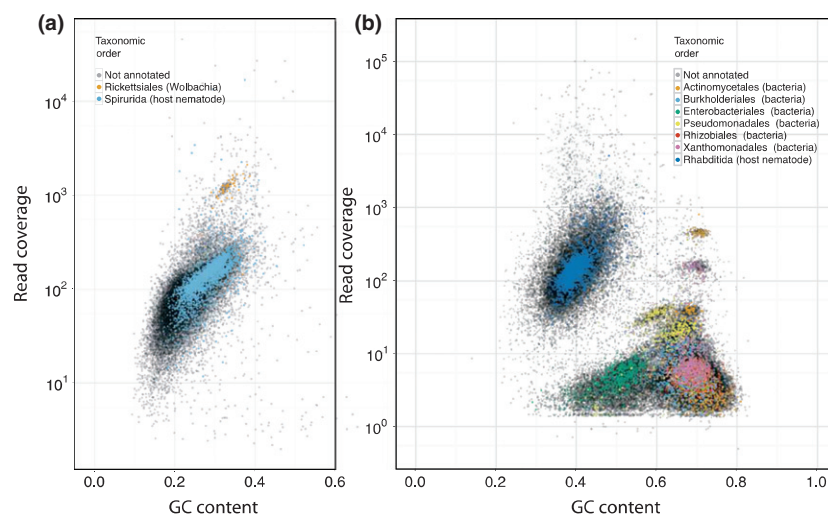 (a)
Taxonomic
order
Not annotated
Rickettsiales (Wolbachia)
Spirurida (host nematode)
10^4
10^3
10^2
10^1
Read coverage
0.0 0.2 0.4 0.6
GC content
(b)
Taxonomic
order
Not annotated
Actinomycetales (bacteria)
Burkholderiales (bacteria)
Enterobacteriales (bacteria)
Pseudomonadales (bacteria)
Rhizobiales (bacteria)
Xanthomonadales (bacteria)
Rhabditida (host nematode)
10^5
10^4
10^3
10^2
10^1
10^0
Read coverage
0.0 0.2 0.4 0.6 0.8 1.0
GC content